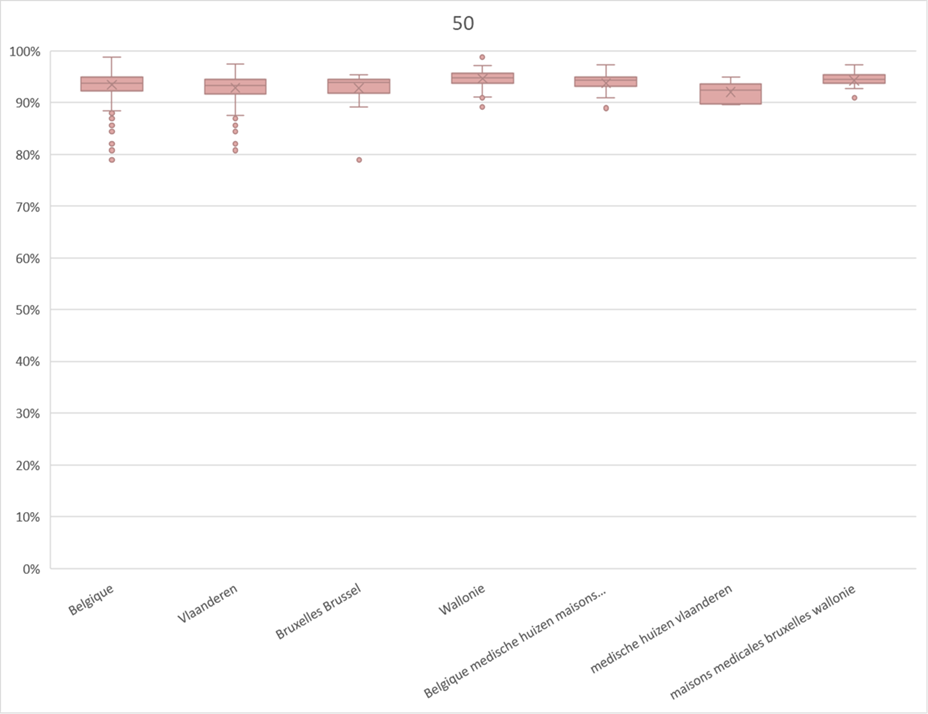 50
100%
90%
80%
70%
60%
50%
40%
30%
20%
10%
0%
Belgique
Vlaanderen
Bruxelles Brussel
Wallonie
Belgique medische huizen maisons...
medische huizen vlaanderen
maisons medicales bruxelles wallonie